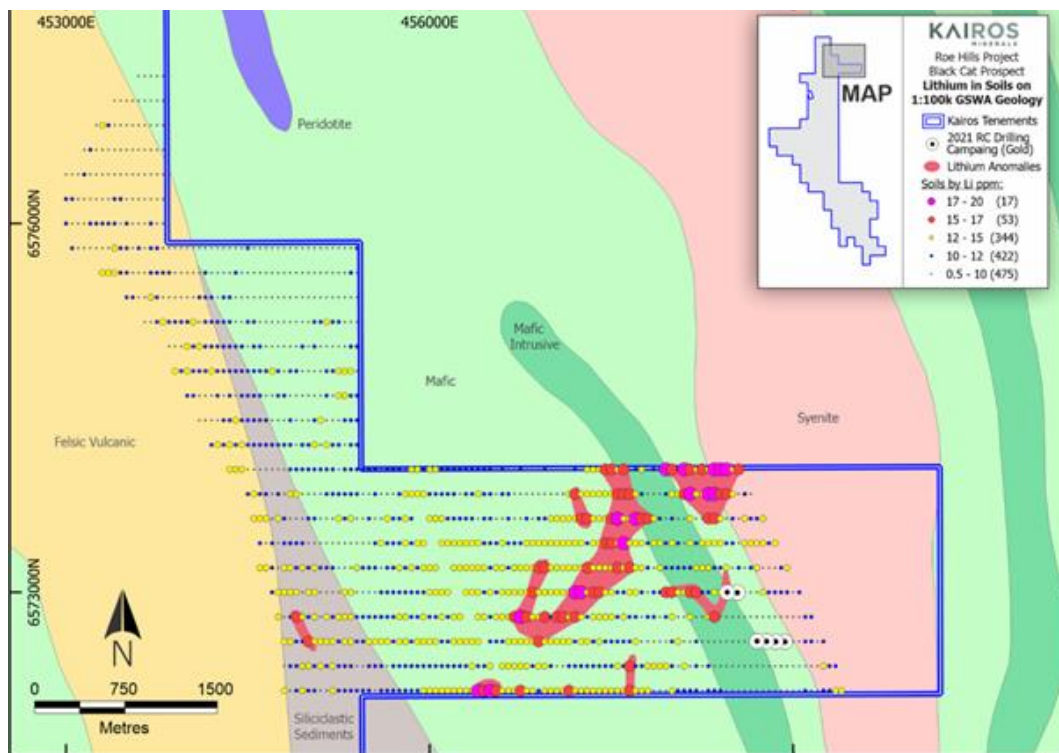 453000E
456000E
6576000N
6573000N
Peridotite
Mafic
Intrusive
Mafic
Syenite
Felsic Vulcanic
Siliciclastic
Sediments
N
0 750 1500
Metres
MAP
KAIROS
MINERALS
Roe Hills Project
Black Cat Prospect
Lithium in Soils on
1:100k GSWA Geology
Kairos Tenements
2021 RC Drilling
Campaing (Gold)
Lithium Anomalies
Soils by Li ppm:
17 - 20 (17)
15 - 17 (53)
12 - 15 (344)
10 - 12 (422)
0.5 - 10 (475)